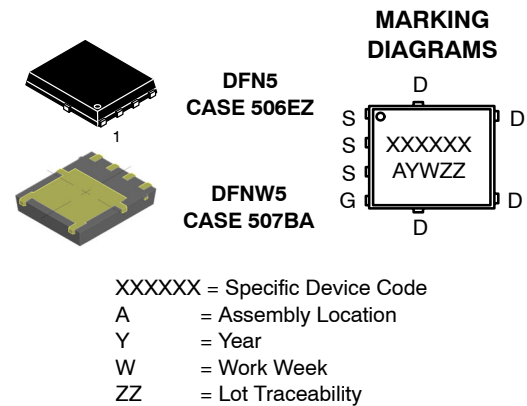 MARKING
DIAGRAMS
DFN5
CASE 506EZ
1
DFNW5
CASE 507BA
D
S
D
S
XXXXXX
S
AYWZZ
G
D
D
XXXXXX = Specific Device Code
A = Assembly Location
Y = Year
W = Work Week
ZZ = Lot Traceability